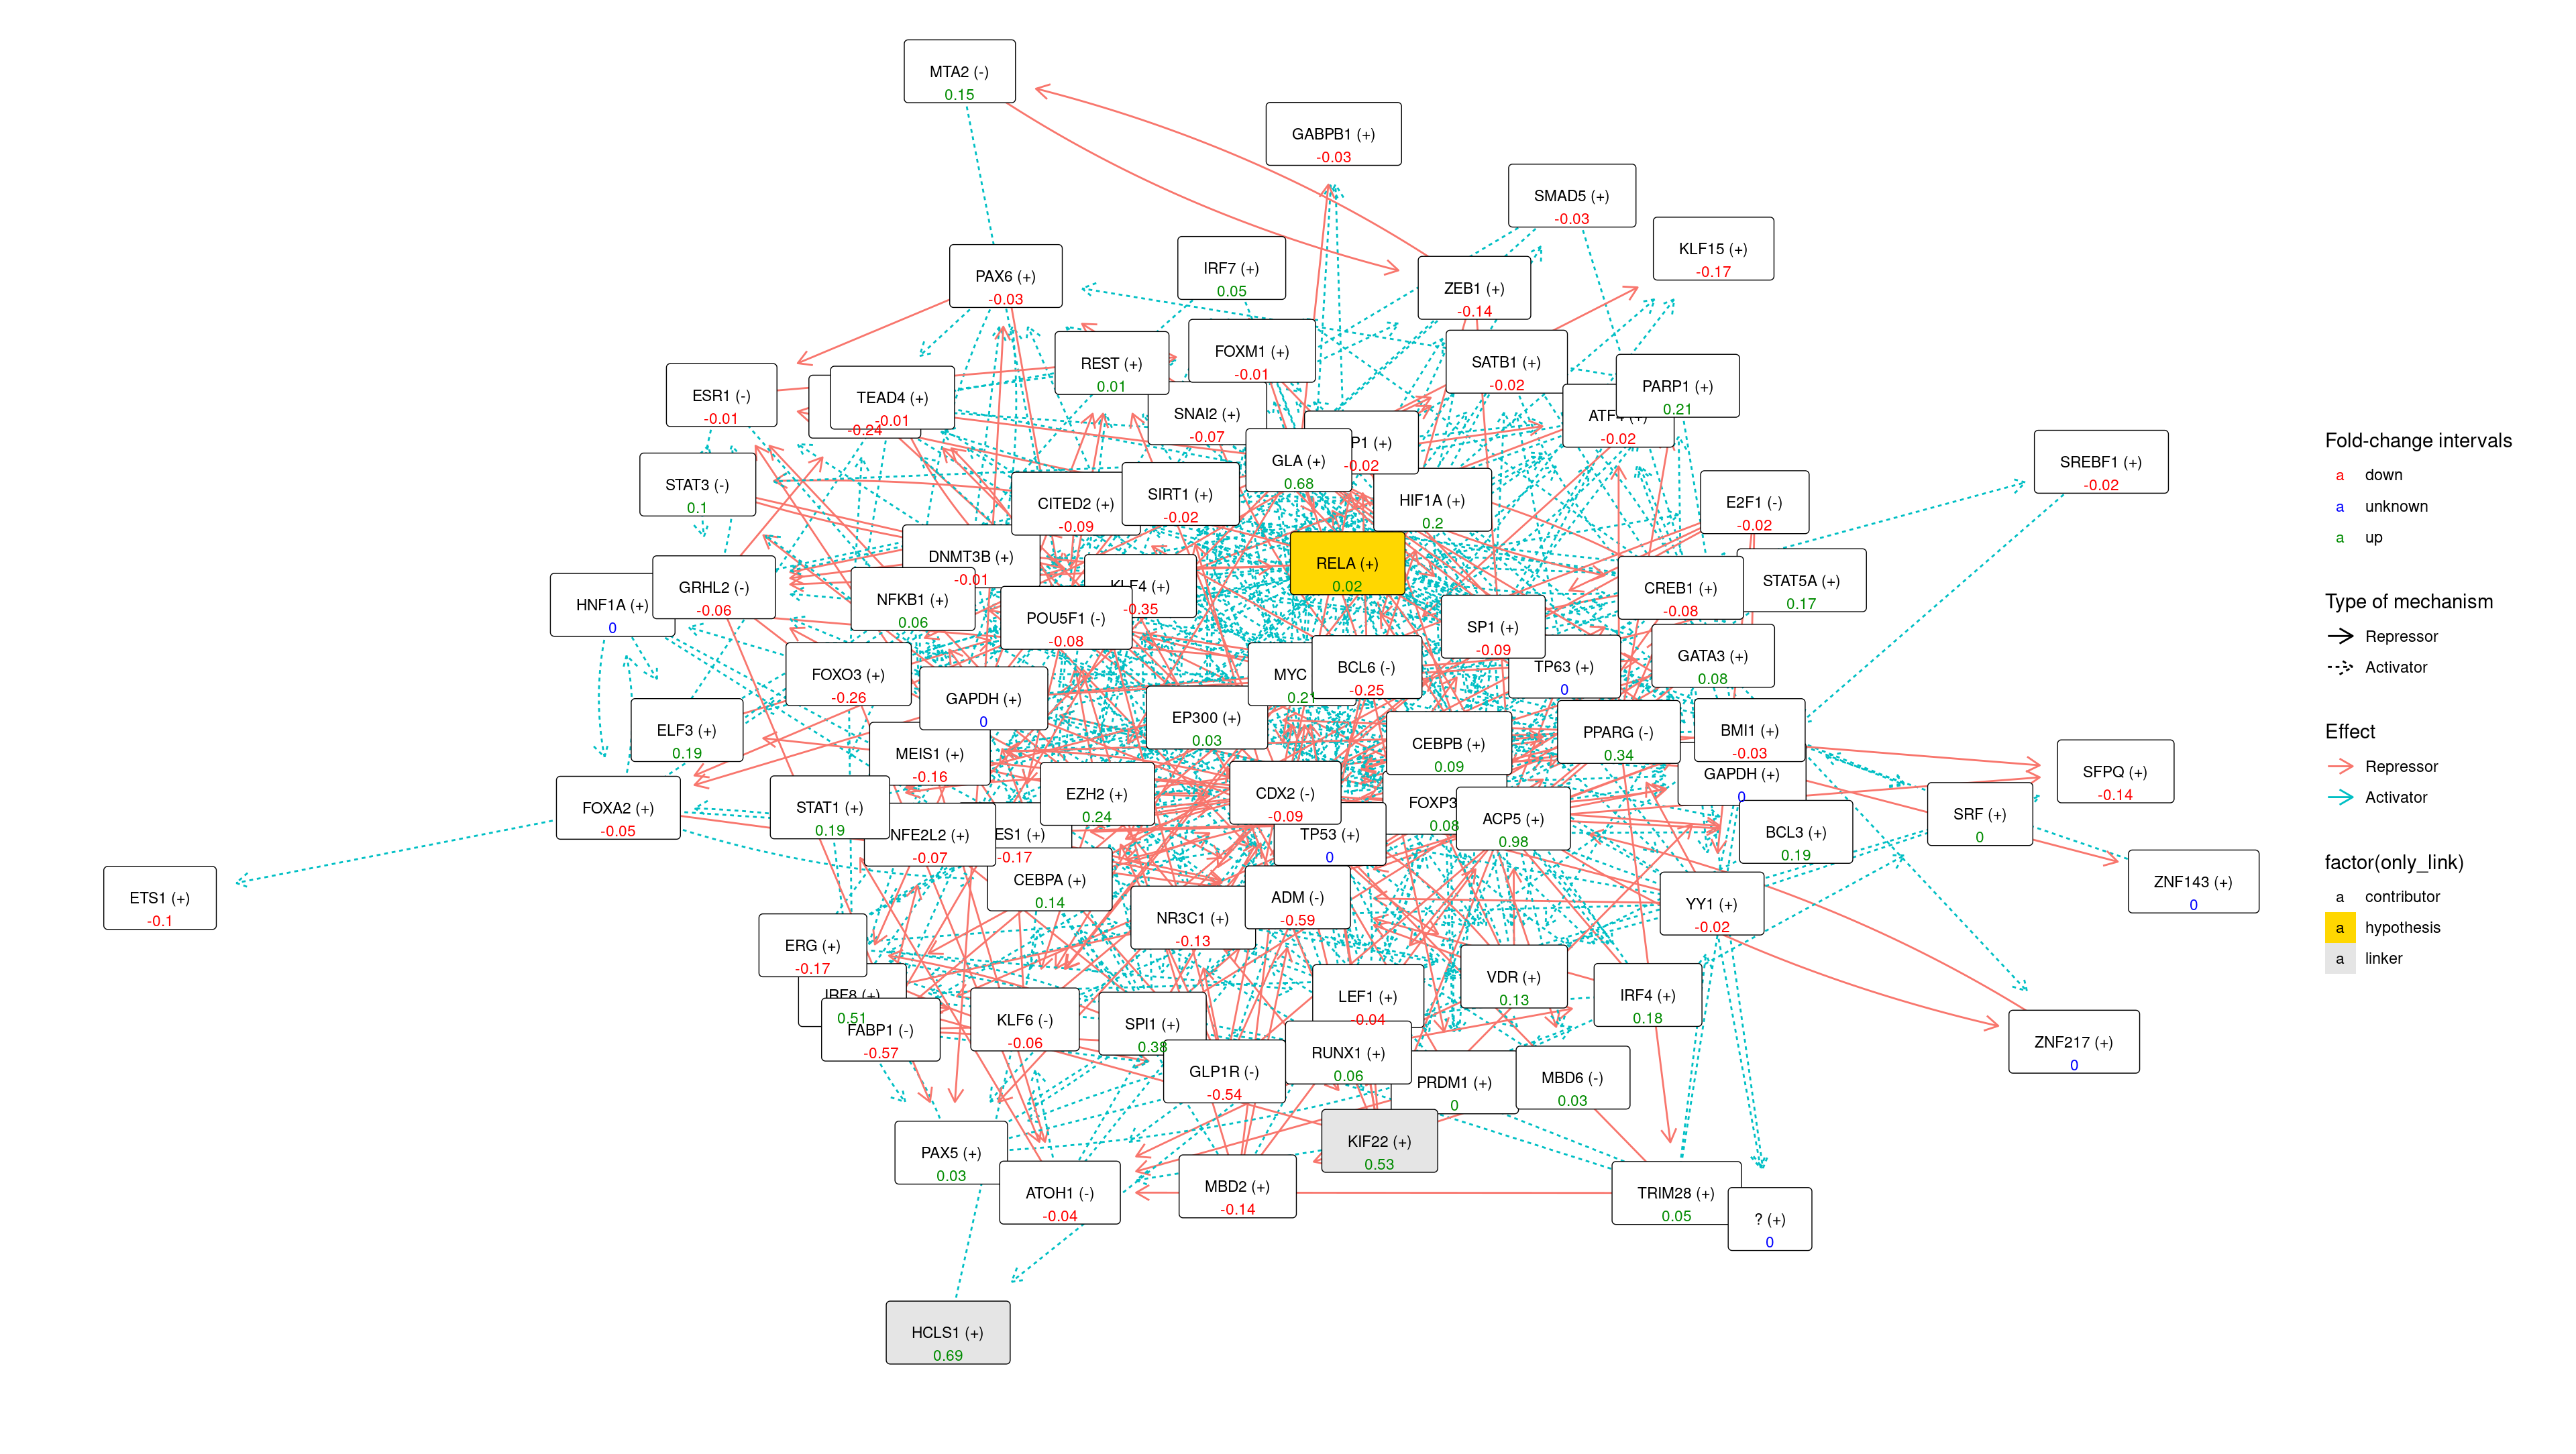 MTA2 (-)
0.15
GABPB1 (+)
-0.03
SMAD5 (+)
-0.03
KLF15 (+)
-0.17
PAX6 (+)
-0.03
IRF7 (+)
0.05
ZEB1 (+)
-0.14
REST (+)
0.01
FOXM1 (+)
-0.01
SATB1 (+)
-0.02
PARP1 (+)
0.21
ESR1 (-)
-0.01
TEAD4 (+)
-0.01
-0.24
SNAI2 (+)
-0.07
P1 (+)
-0.02
-0.02
GLA (+)
0.68
STAT3 (-)
0.1
CITED2 (+)
-0.09
SIRT1 (+)
-0.02
HIF1A (+)
0.2
E2F1 (-)
-0.02
SREBF1 (+)
-0.02
DNMT3B (+)
-0.01
RELA (+)
0.02
KLF4 (+)
-0.35
CREB1 (+)
-0.08
STAT5A (+)
0.17
HNF1A (+)
0
GRHL2 (-)
-0.06
NFKB1 (+)
0.06
POU5F1 (-)
-0.08
SP1 (+)
-0.09
FOXO3 (+)
-0.26
GAPDH (+)
0
MYC
0.21
BCL6 (-)
-0.25
TP63 (+)
0
GATA3 (+)
0.08
ELF3 (+)
0.19
MEIS1 (+)
-0.16
EP300 (+)
0.03
CEBPB (+)
0.09
PPARG (-)
0.34
BMI1 (+)
-0.03
GAPDH (+)
0
SFPQ (+)
-0.14
FOXA2 (+)
-0.05
STAT1 (+)
0.19
NFE2L2 (+)
-0.07
ES1 (+)
-0.17
EZH2 (+)
0.24
CDX2 (-)
-0.09
TP53 (+)
0
FOXP3
0.08
ACP5 (+)
0.98
BCL3 (+)
0.19
SRF (+)
0
ZNF143 (+)
0
ETS1 (+)
-0.1
CEBPA (+)
0.14
NR3C1 (+)
-0.13
ADM (-)
-0.59
YY1 (+)
-0.02
ERG (+)
-0.17
IRF8 (+)
0.51
FABP1 (-)
-0.57
KLF6 (-)
-0.06
SPI1 (+)
0.38
LEF1 (+)
-0.04
VDR (+)
0.13
IRF4 (+)
0.18
GLP1R (-)
-0.54
RUNX1 (+)
0.06
PRDM1 (+)
0
MBD6 (-)
0.03
ZNF217 (+)
0
KIF22 (+)
0.53
PAX5 (+)
0.03
ATOH1 (-)
-0.04
MBD2 (+)
-0.14
TRIM28 (+)
0.05
? (+)
0
HCLS1 (+)
0.69
Fold-change intervals
a down
a unknown
a up
Type of mechanism
Repressor
Activator
Effect
Repressor
Activator
factor(only_link)
a contributor
a hypothesis
a linker